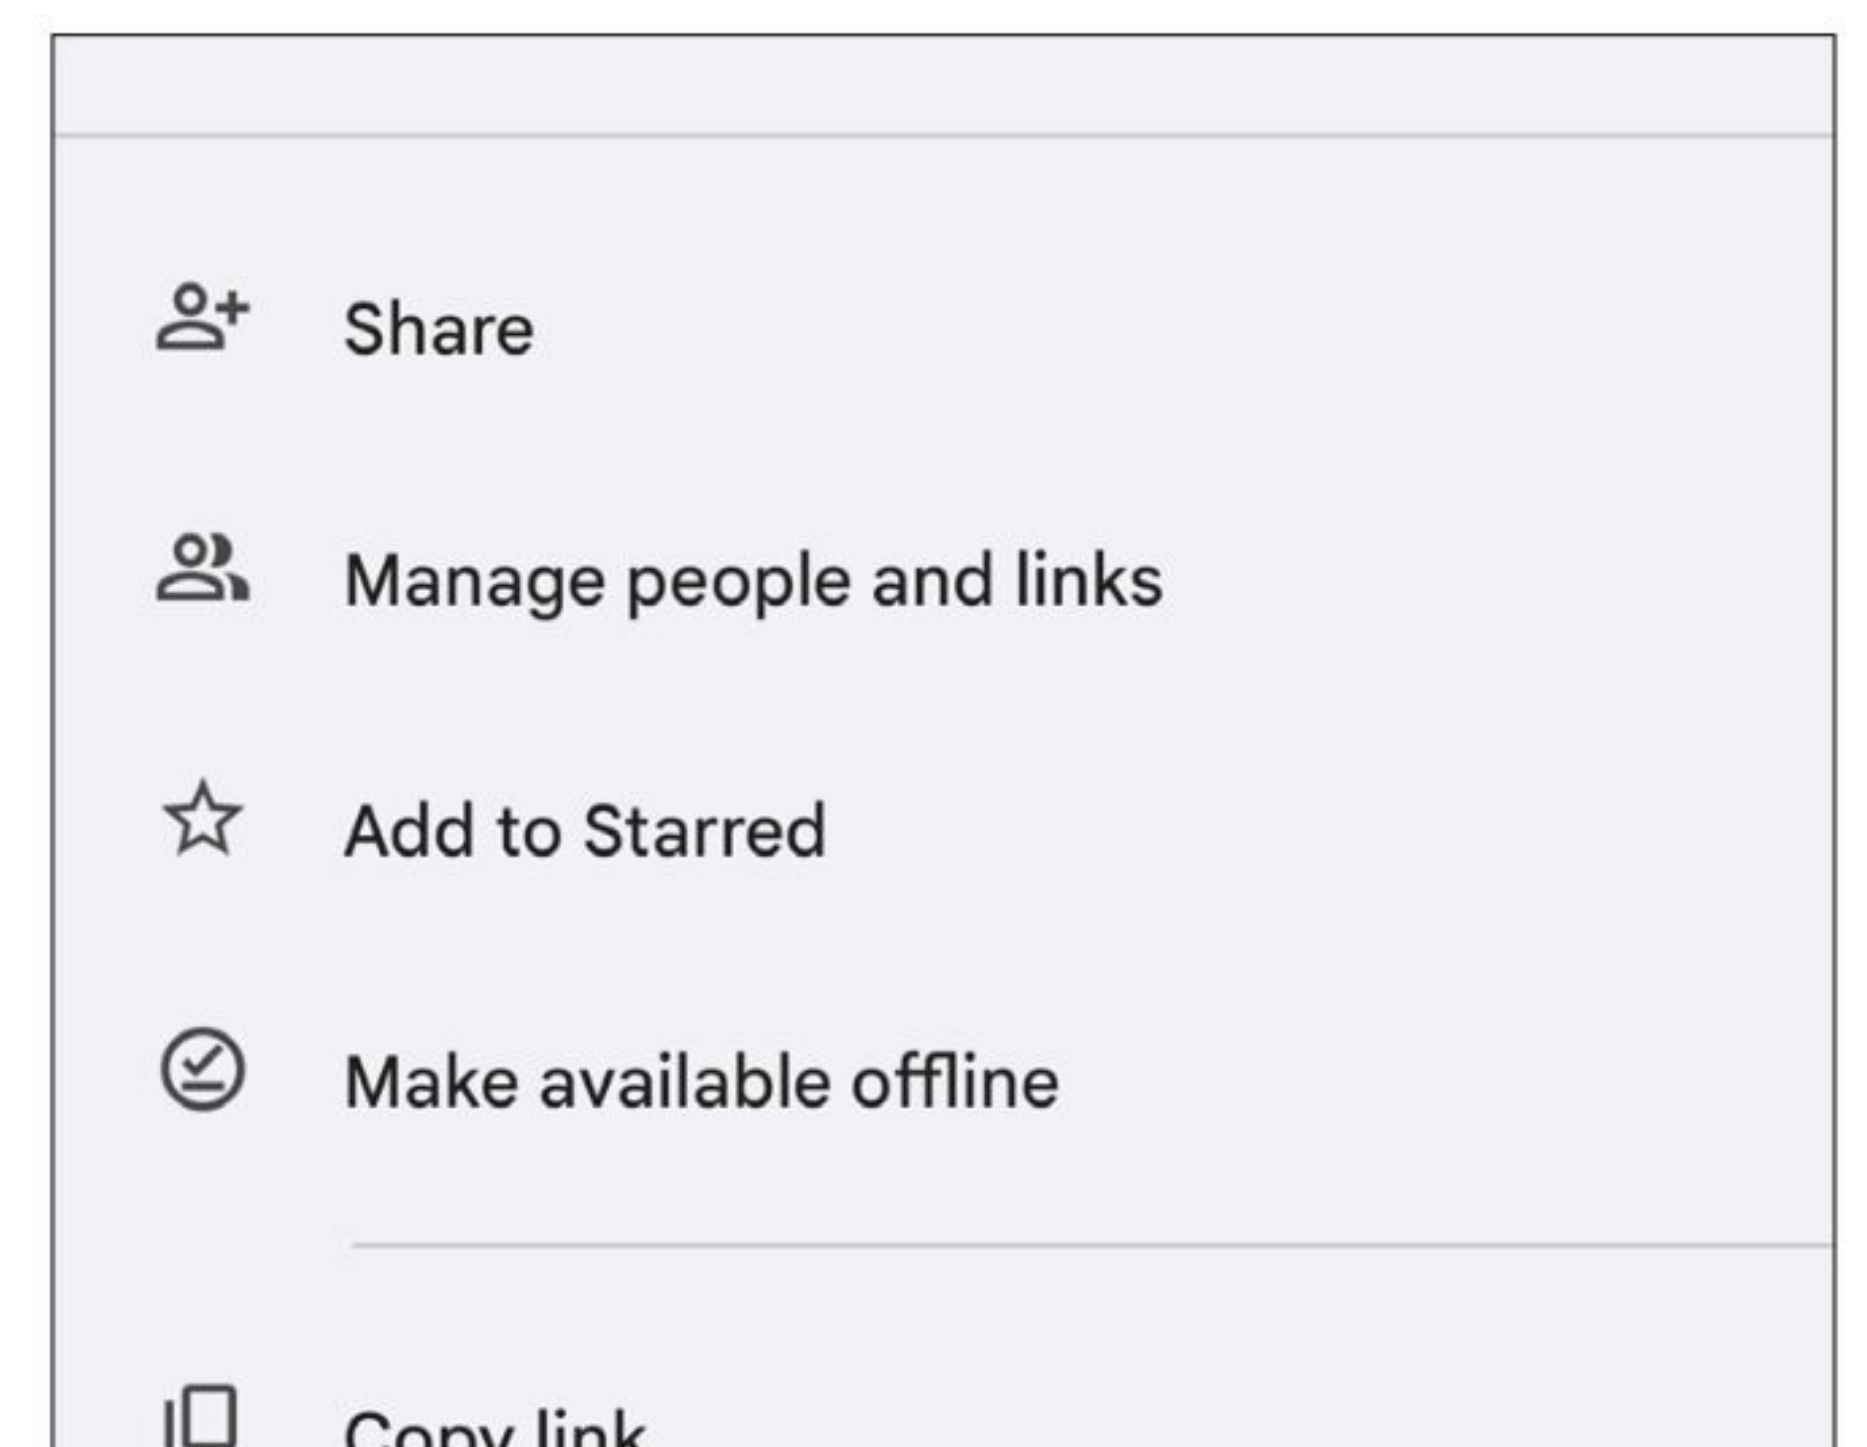 Share
Manage people and links
Add to Starred
Make available offline
Copy link